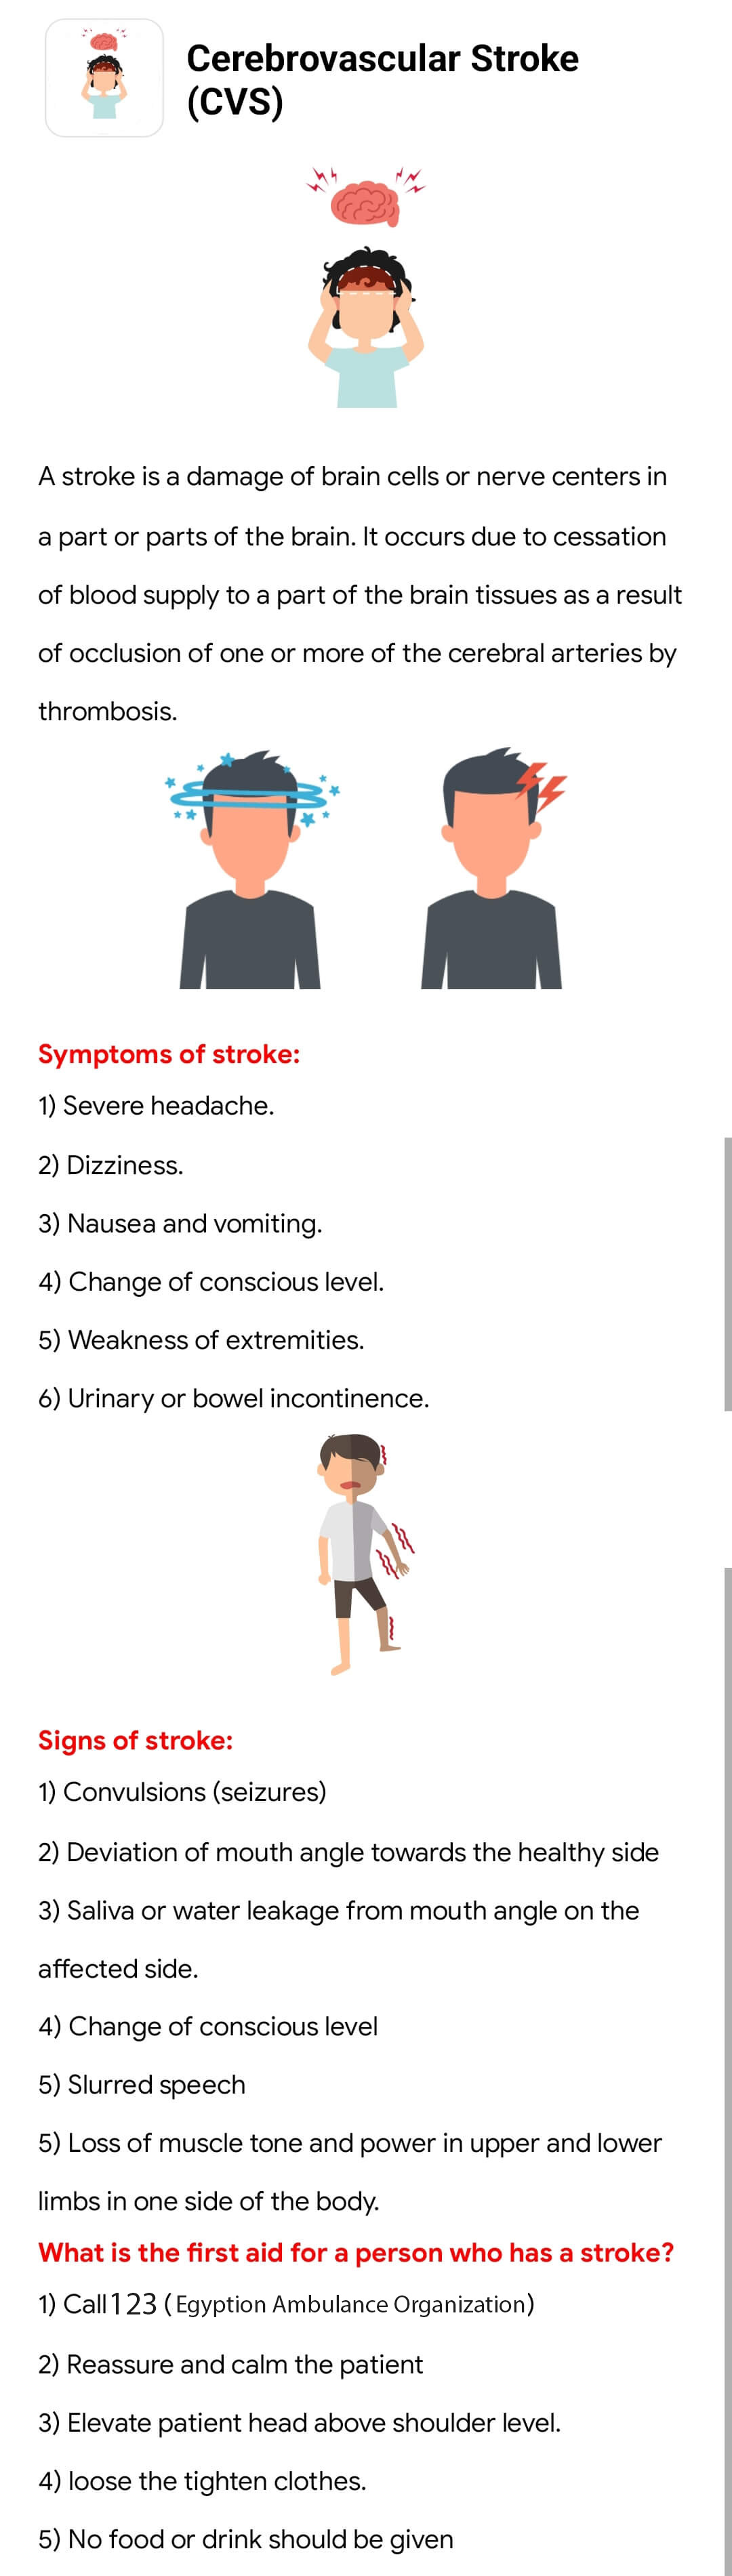 Cerebrovascular Stroke
(CVS)
A stroke is a damage of brain cells or nerve centers in
a part or parts of the brain. It occurs due to cessation
of blood supply to a part of the brain tissues as a result
of occlusion of one or more of the cerebral arteries by
thrombosis.
Symptoms of stroke:
1) Severe headache.
2) Dizziness.
3) Nausea and vomiting.
4) Change of conscious level.
5) Weakness of extremities.
6) Urinary or bowel incontinence.
Signs of stroke:
1) Convulsions (seizures)
2) Deviation of mouth angle towards the healthy side
3) Saliva or water leakage from mouth angle on the
affected side.
4) Change of conscious level
5) Slurred speech
5) Loss of muscle tone and power in upper and lower
limbs in one side of the body.
What is the first aid for a person who has a stroke?
1) Call 123 (Egyption Ambulance Organization)
2) Reassure and calm the patient
3) Elevate patient head above shoulder level.
4) loose the tighten clothes.
5) No food or drink should be given